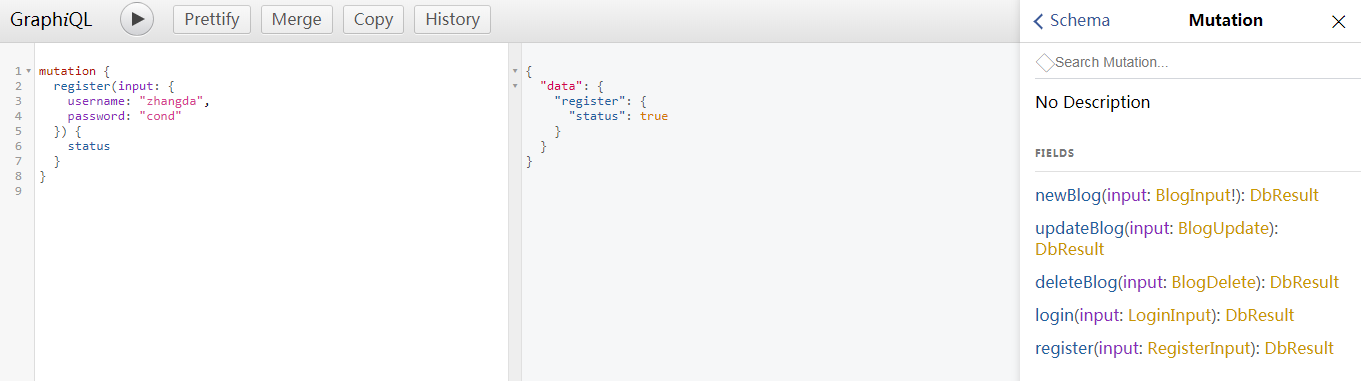 GraphiQL Prettify Merge Copy History
1 mutation {
2 register(input: {
3 username: "zhangda",
4 password: "cond"
5 }) {
6 status
7 }
8 }
9
{
"data": {
"register": {
"status": true
}
}
}
Schema Mutation
Search Mutation...
No Description
FIELDS
newBlog(input: BlogInput!): DbResult
updateBlog(input: BlogUpdate):
DbResult
deleteBlog(input: BlogDelete): DbResult
login(input: LoginInput): DbResult
register(input: RegisterInput): DbResult